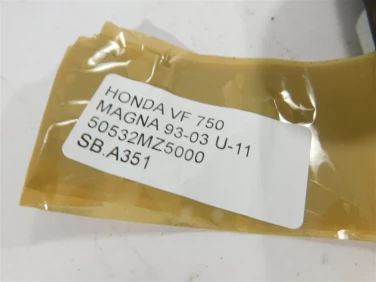 HONDA VF 750
MAGNA 93-03 U-11
50532MZ5000
SB.A351